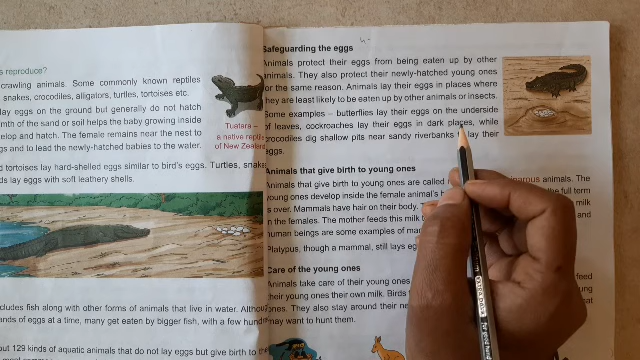 s reproduce?
crawling animals. Some commonly known reptiles
snakes, crocodiles, alligators, turtles, tortoises etc.
lay eggs on the ground but generally do not hatch
mth of the sand or soil helps the baby growing inside
elop and hatch. The female remains near the nest to
gs and to lead the newly-hatched babies to the water.
d tortoises lay hard-shelled eggs similar to bird's eggs. Turtles, snake
ds lay eggs with soft leathery shells.
Tuatara –
a native reptile
of New Zealand
cludes fish along with other forms of animals that live in water. Althou
ands of eggs at a time, many get eaten by bigger fish, with a few hund
out 129 kinds of aquatic animals that do not lay eggs but give birth to
Safeguarding the eggs
Animals protect their eggs from being eaten up by other
animals. They also protect their newly-hatched young ones
for the same reason. Animals lay their eggs in places where
they are least likely to be eaten up by other animals or insects.
Some examples – butterflies lay their eggs on the underside
of leaves, cockroaches lay their eggs in dark places, while
crocodiles dig shallow pits near sandy riverbanks lay their
eggs.
Animals that give birth to young ones
Animals that give birth to young ones are called parous animals. The
young ones develop inside the female animal's the full term
is over. Mammals have hair on their body. milk
in the females. The mother feeds this milk and
human beings are some examples of
Platypus, though a mammal, still lays
Care of the young ones
Animals take care of their young ones feed
their young ones their own milk. Birds
ones. They also stay around their that
may want to hunt them.